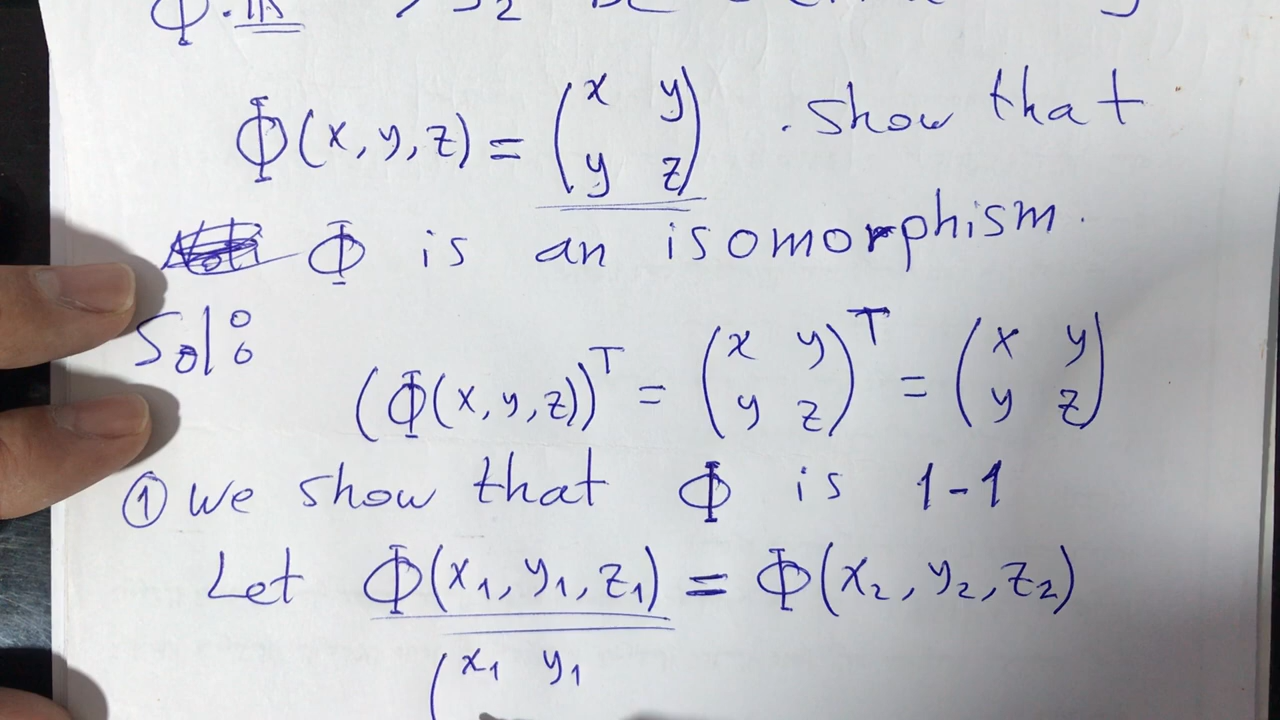 Φ(x, y, z) = (x y
y z) . Show that
Φ is an isomorphism.
Sol:
(Φ(x, y, z))ᵀ = (x y
y z)ᵀ = (x y
y z)
① We show that Φ is 1-1
Let Φ(x₁, y₁, z₁) = Φ(x₂, y₂, z₂)
(x₁ y₁